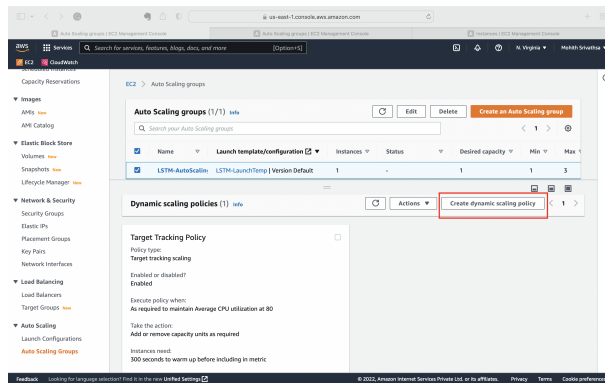 us-east-1.console.aws.amazon.com
Auto Scaling groups | EC2 Management Console
Auto Scaling groups | EC2 Management Console
Instances | EC2 Management Console
aws
Services
Search for services, features, blogs, docs, and more
[Option+S]
N. Virginia ▼
Mohith Srivathsa
EC2
CloudWatch
Scheduled Instances
Capacity Reservations
▼ Images
AMIs New
AMI Catalog
▼ Elastic Block Store
Volumes New
Snapshots New
Lifecycle Manager New
▼ Network & Security
Security Groups
Elastic IPs
Placement Groups
Key Pairs
Network Interfaces
▼ Load Balancing
Load Balancers
Target Groups New
▼ Auto Scaling
Launch Configurations
Auto Scaling Groups
EC2 > Auto Scaling groups
Auto Scaling groups (1/1) Info
Edit
Delete
Create an Auto Scaling group
Search your Auto Scaling groups
< 1 >
Name
Launch template/configuration
Instances
Status
Desired capacity
Min
Max
LSTM-AutoScalin
LSTM-LaunchTemp | Version Default
1
-
1
1
3
Dynamic scaling policies (1) Info
Actions ▼
Create dynamic scaling policy
< 1 >
Target Tracking Policy
Policy type:
Target tracking scaling
Enabled or disabled?
Enabled
Execute policy when:
As required to maintain Average CPU utilization at 80
Take the action:
Add or remove capacity units as required
Instances need:
300 seconds to warm up before including in metric
Feedback
Looking for language selection? Find it in the new Unified Settings
© 2022, Amazon Internet Services Private Ltd. or its affiliates.
Privacy
Terms
Cookie preferences